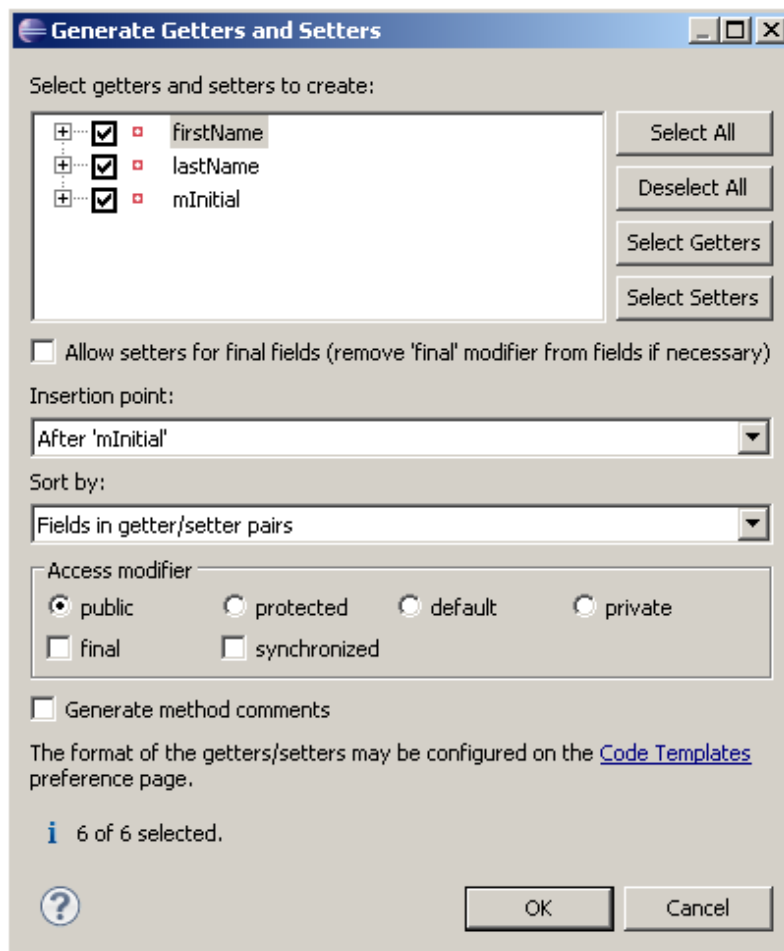 Generate Getters and Setters
Select getters and setters to create:
firstName
lastName
mInitial
Select All
Deselect All
Select Getters
Select Setters
Allow setters for final fields (remove 'final' modifier from fields if necessary)
Insertion point:
After 'mInitial'
Sort by:
Fields in getter/setter pairs
Access modifier
public protected default private
final synchronized
Generate method comments
The format of the getters/setters may be configured on the Code Templates
preference page.
i 6 of 6 selected.
? OK Cancel